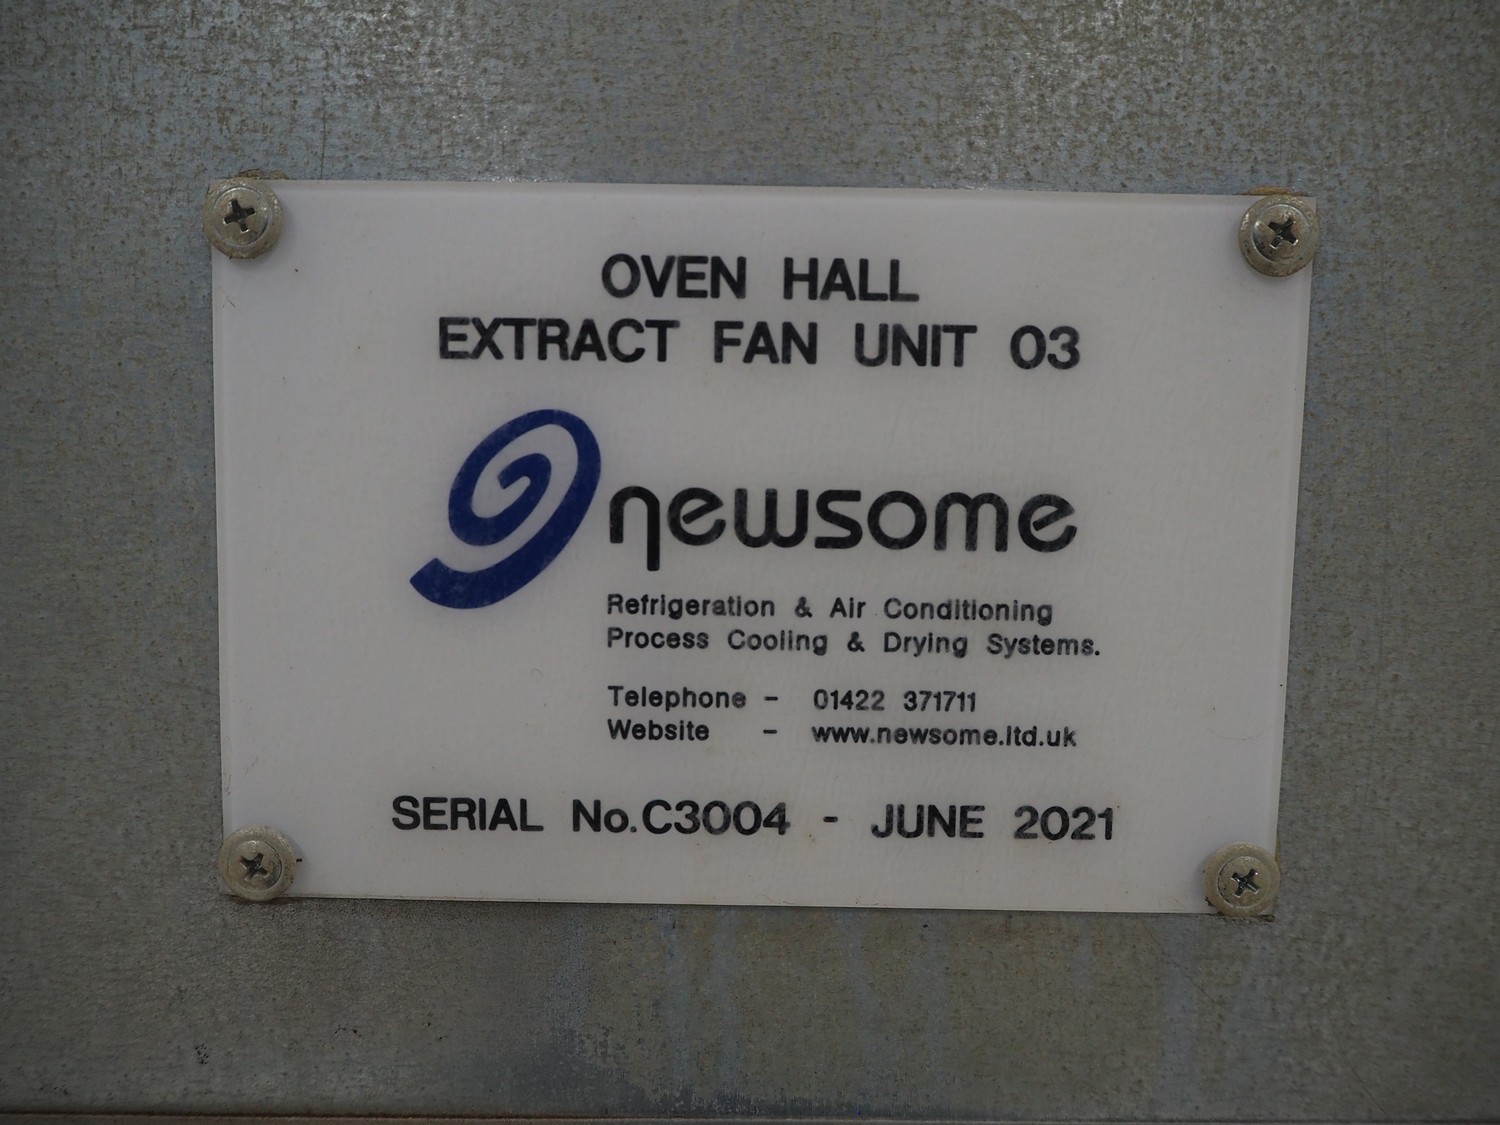 OVEN HALL
EXTRACT FAN UNIT 03
newsome
Refrigeration & Air Conditioning
Process Cooling & Drying Systems.
Telephone - 01422 371711
Website - www.newsome.ltd.uk
SERIAL No.C3004 - JUNE 2021